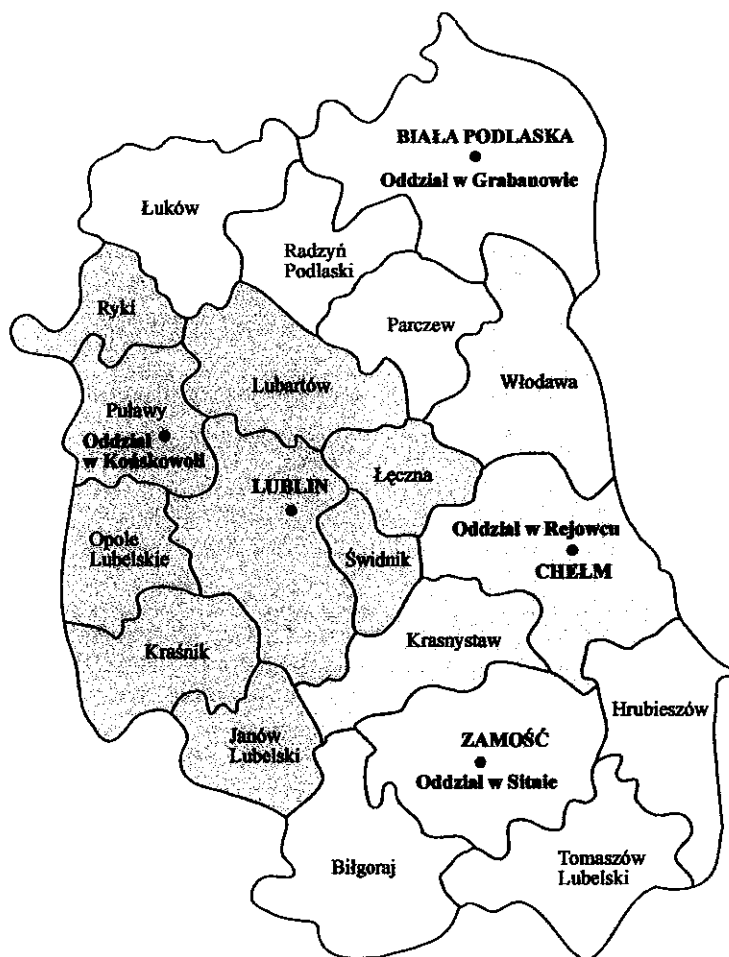 BIAŁA PODLASKA
Oddział w Grabanowie
Łuków
Radzyń
Podlaski
Ryki
Parczew
Lubartów
Włodawa
Puławy
Oddział
w Końskowoli
Łęczna
LUBLIN
Oddział w Rejowcu
CHEŁM
Opole
Lubelskie
Świdnik
Krasnystaw
Kraśnik
Hrubieszów
Janów
Lubelski
ZAMOŚĆ
Oddział w Sitnie
Biłgoraj
Tomaszów
Lubelski